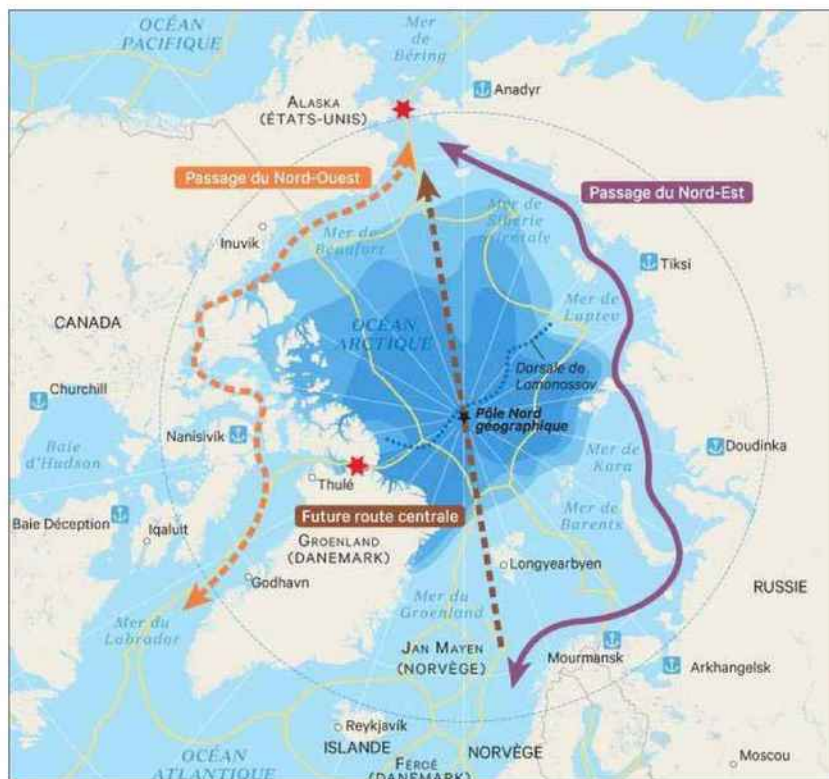 OCÉAN
PACIFIQUE
Mer
de
Béring
Anadyr
ALASKA
(ÉTATS-UNIS)
Passage du Nord-Ouest
Passage du Nord-Est
Inuvik
Mer de
Beaufort
Mer de
Sibérie
orientale
Tiksi
Mer de
Laptev
CANADA
OCÉAN
ARCTIQUE
Dorsale de
Lomonossov
Churchill
Pôle Nord
géographique
Nanisivik
Baie
d'Hudson
Doudinka
Mer de
Kara
Thulé
Mer de
Barents
Future route centrale
Baie Déception
Iqaluit
GROENLAND
(DANEMARK)
Longyearbyen
Godhavn
RUSSIE
Mer du
Groenland
Mer du
Labrador
JAN MAYEN
(NORVÈGE)
Mourmansk
Arkhangelsk
Reykjavík
ISLANDE
OCÉAN
ATLANTIQUE
FÉROÉ
(DANEMARK)
NORVÈGE
Moscou